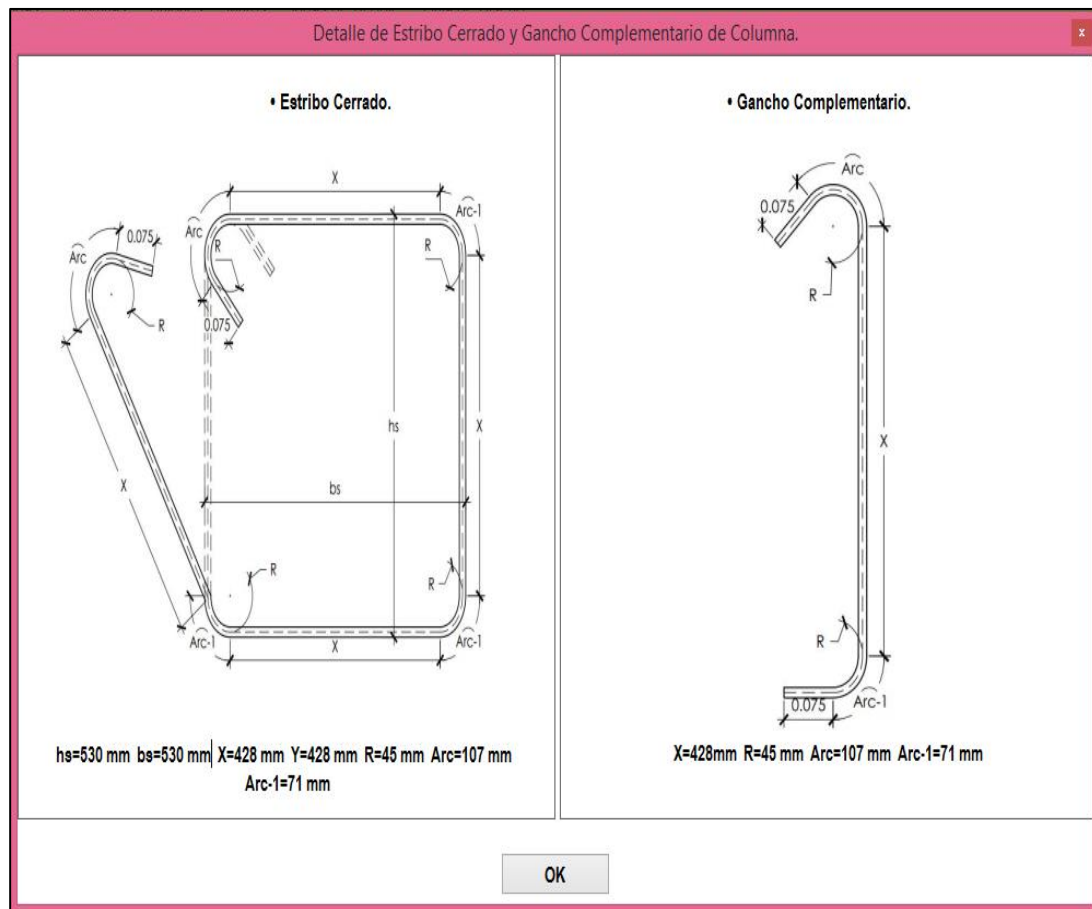 Detalle de Estribo Cerrado y Gancho Complementario de Columna.
x
• Estribo Cerrado.
X
Arc
Arc-1
0.075
Arc
R
R
R
0.075
X
hs
X
bs
R
R
Arc-1
X
Arc-1
hs=530 mm bs=530 mm X=428 mm Y=428 mm R=45 mm Arc=107 mm
Arc-1=71 mm
• Gancho Complementario.
Arc
0.075
R
X
R
0.075
Arc-1
X=428mm R=45 mm Arc=107 mm Arc-1=71 mm
OK